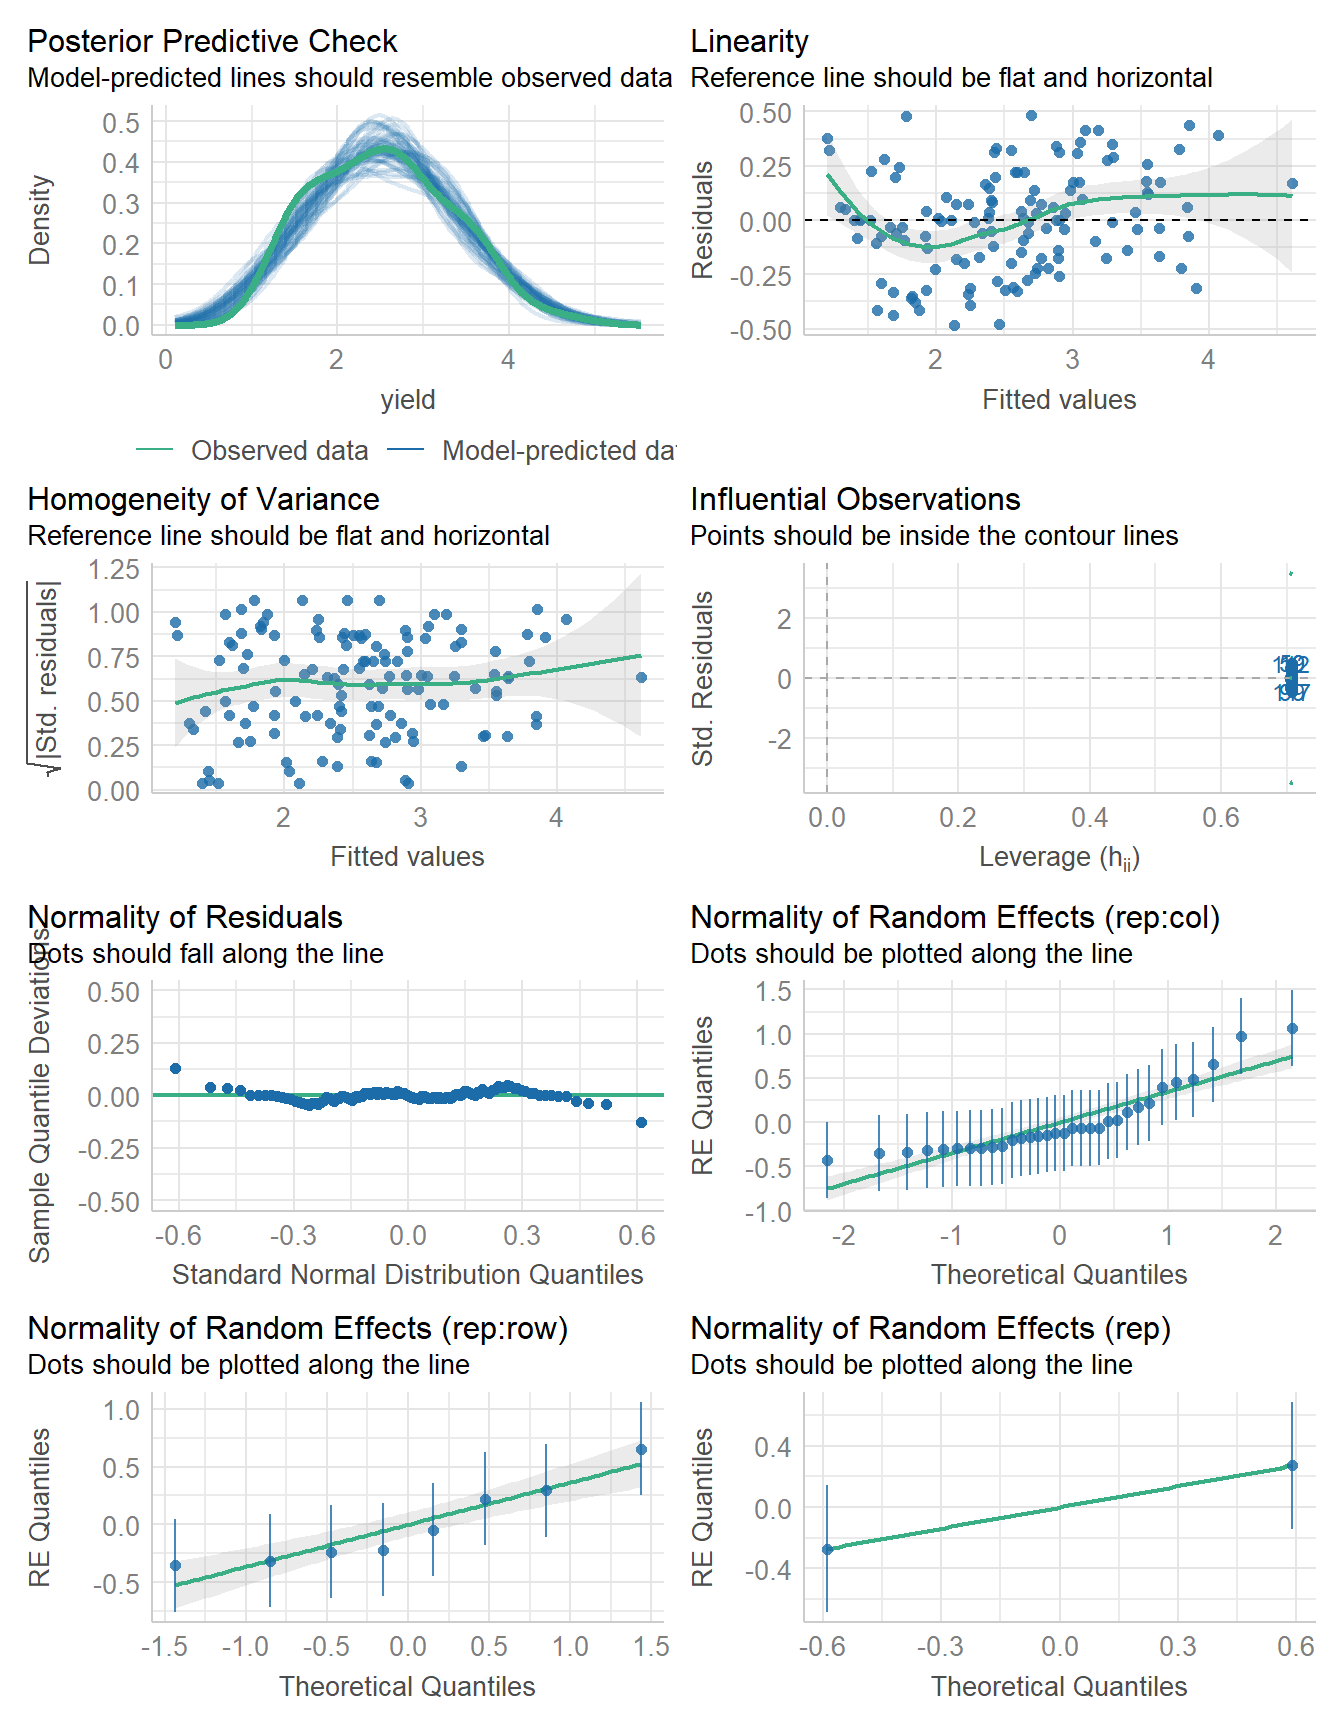 Posterior Predictive Check
Model-predicted lines should resemble observed data
Density
0.5
0.4
0.3
0.2
0.1
0.0
0 2 4
yield
Observed data Model-predicted da
Linearity
Reference line should be flat and horizontal
Residuals
0.50
0.25
0.00
-0.25
-0.50
2 3 4
Fitted values
Homogeneity of Variance
Reference line should be flat and horizontal
√|Std. residuals|
1.25
1.00
0.75
0.50
0.25
0.00
2 3 4
Fitted values
Influential Observations
Points should be inside the contour lines
Std. Residuals
2
0
-2
0.0 0.2 0.4 0.6
Leverage (hii)
Normality of Residuals
Dots should fall along the line
Sample Quantile Deviations
0.50
0.25
0.00
-0.25
-0.50
-0.6 -0.3 0.0 0.3 0.6
Standard Normal Distribution Quantiles
Normality of Random Effects (rep:col)
Dots should be plotted along the line
RE Quantiles
1.5
1.0
0.5
0.0
-0.5
-1.0
-2 -1 0 1 2
Theoretical Quantiles
Normality of Random Effects (rep:row)
Dots should be plotted along the line
RE Quantiles
1.0
0.5
0.0
-0.5
-1.5 -1.0 -0.5 0.0 0.5 1.0 1.5
Theoretical Quantiles
Normality of Random Effects (rep)
Dots should be plotted along the line
RE Quantiles
0.4
0.0
-0.4
-0.6 -0.3 0.0 0.3 0.6
Theoretical Quantiles